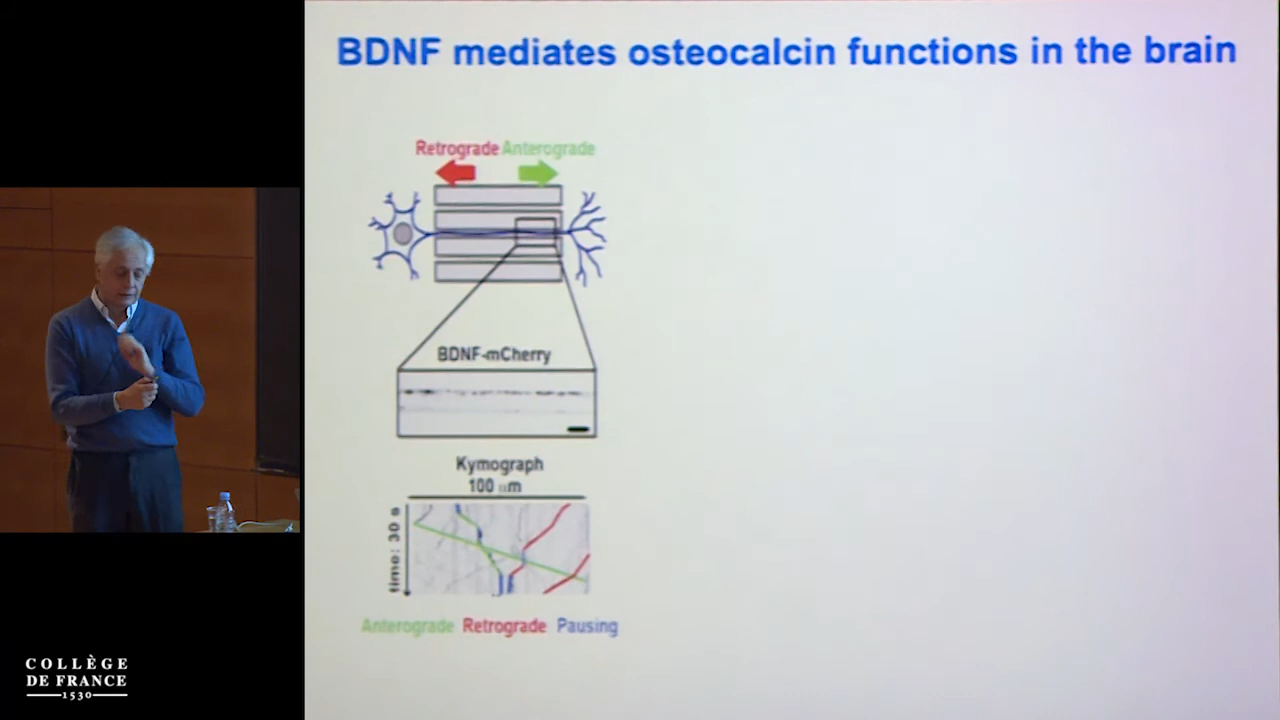 BDNF mediates osteocalcin functions in the brain
Retrograde Anterograde
BDNF-mCherry
Kymograph
100 μm
time: 30 s
Anterograde Retrograde Pausing
COLLÈGE
DE FRANCE
1530